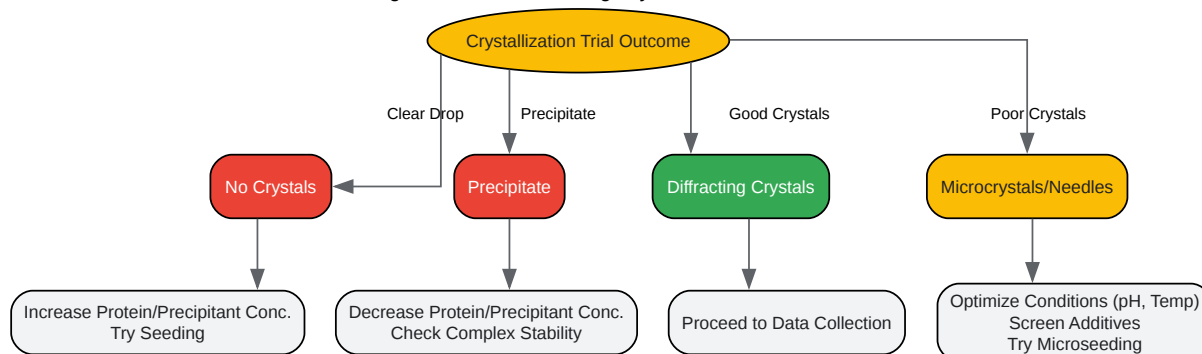 Crystallization Trial Outcome
Clear Drop
Precipitate
Good Crystals
Poor Crystals
No Crystals
Precipitate
Diffracting Crystals
Microcrystals/Needles
Increase Protein/Precipitant Conc.
Try Seeding
Decrease Protein/Precipitant Conc.
Check Complex Stability
Proceed to Data Collection
Optimize Conditions (pH, Temp)
Screen Additives
Try Microseeding